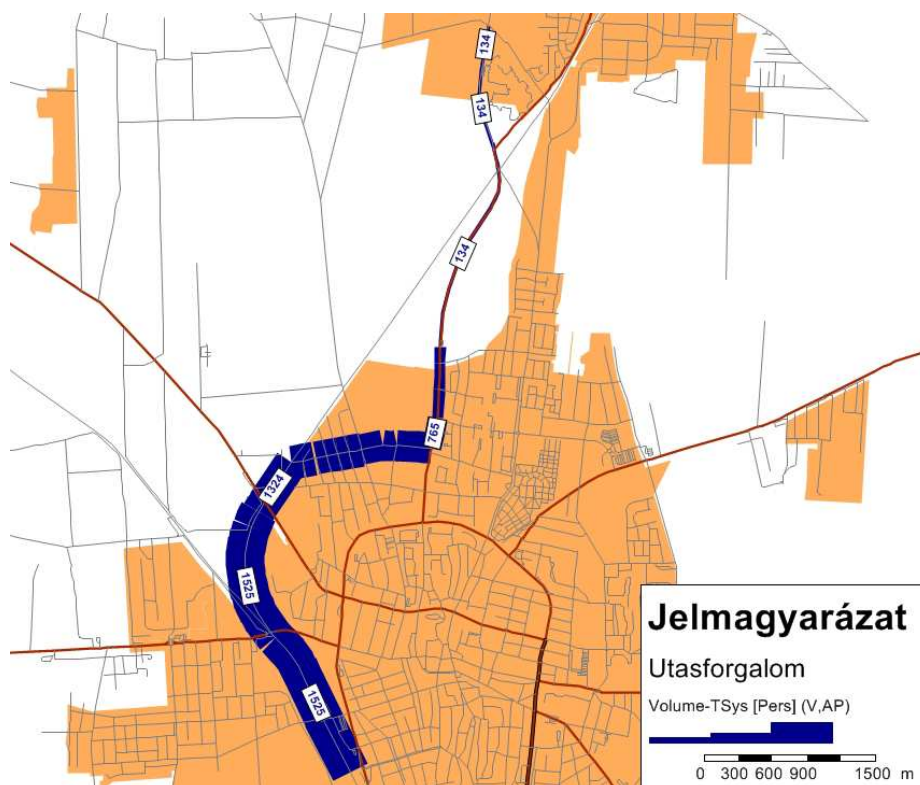 134
134
134
765
1324
1525
1525
Jelmagyarázat
Utasforgalom
Volume-TSys [Pers] (V,AP)
0 300 600 900 1500 m